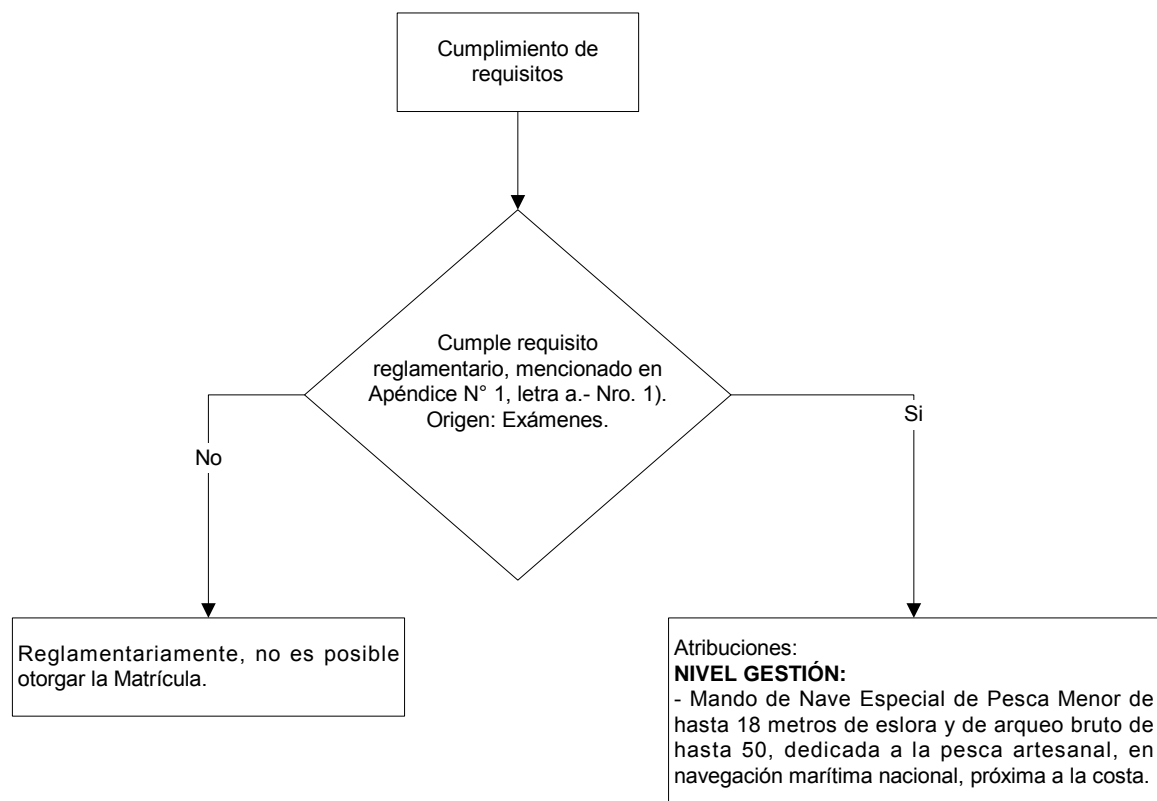 Cumplimiento de
requisitos
Cumple requisito
reglamentario, mencionado en
Apéndice N° 1, letra a.- Nro. 1).
Origen: Exámenes.
No
Si
Reglamentariamente, no es posible
otorgar la Matrícula.
Atribuciones:
NIVEL GESTIÓN:
- Mando de Nave Especial de Pesca Menor de
hasta 18 metros de eslora y de arqueo bruto de
hasta 50, dedicada a la pesca artesanal, en
navegación marítima nacional, próxima a la costa.